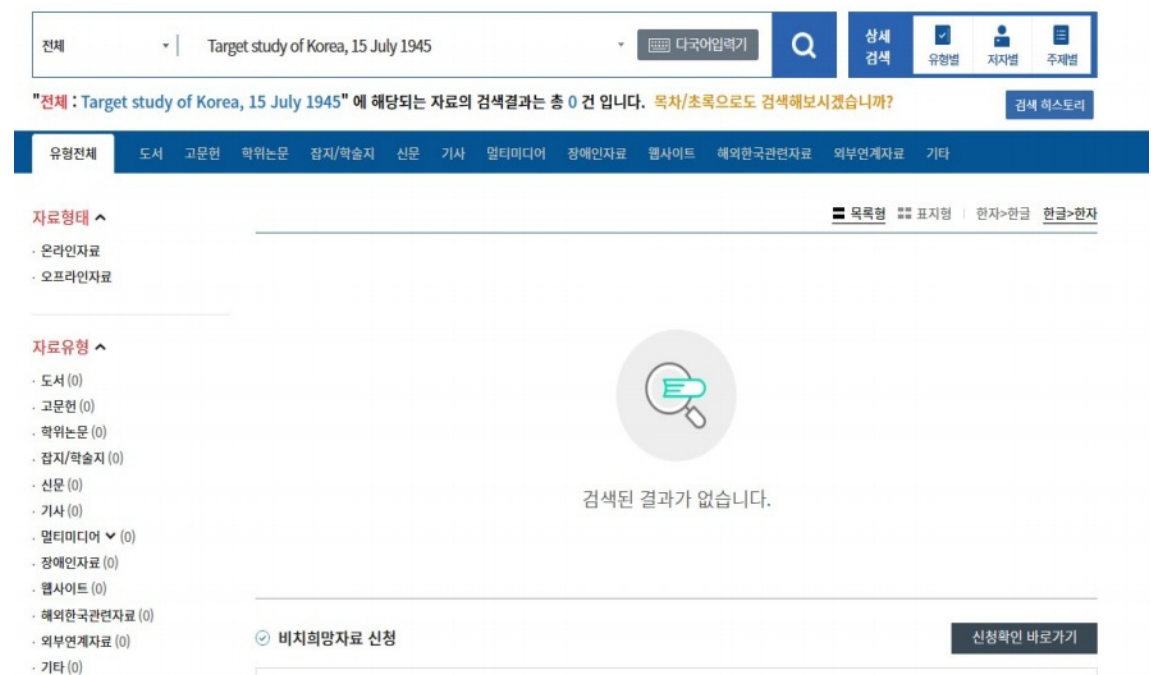 전체 Target study of Korea, 15 July 1945 다국어입력기 상세 검색 유형별 저자별 주제별
"전체 : Target study of Korea, 15 July 1945" 에 해당되는 자료의 검색결과는 총 0 건 입니다. 목차/초록으로도 검색해보시겠습니까? 검색 히스토리
유형전체 도서 고문헌 학위논문 잡지/학술지 신문 기사 멀티미디어 장애인자료 웹사이트 해외한국관련자료 외부연계자료 기타
자료형태 목록형 표지형 한자>한글 한글>한자
· 온라인자료
· 오프라인자료
자료유형
· 도서 (0)
· 고문헌 (0)
· 학위논문 (0)
· 잡지/학술지 (0)
· 신문 (0)
· 기사 (0)
· 멀티미디어 (0)
· 장애인자료 (0)
· 웹사이트 (0)
· 해외한국관련자료 (0)
· 외부연계자료 (0)
· 기타 (0)
검색된 결과가 없습니다.
비치희망자료 신청 신청확인 바로가기